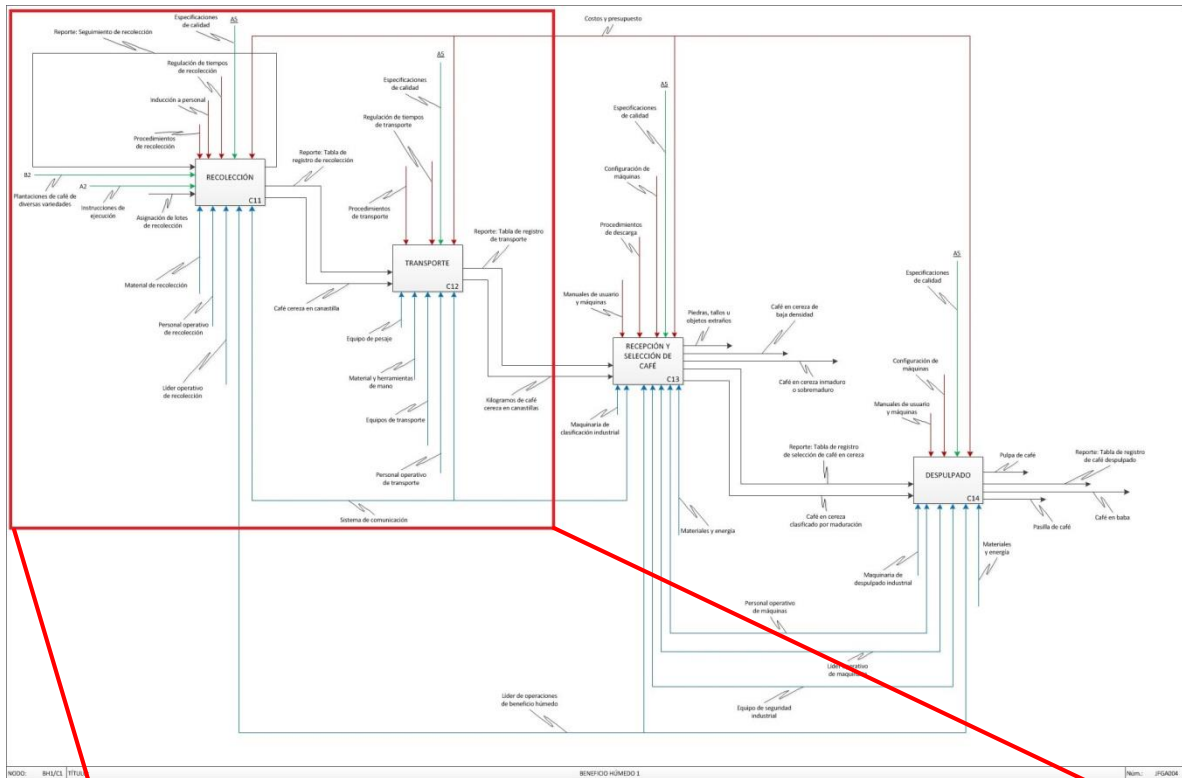 Especificaciones
de calidad
A5
Reporte: Seguimiento de recolección
Costos y presupuesto
Regulación de tiempos
de recolección
Inducción a personal
Procedimientos
de recolección
A5
Especificaciones
de calidad
Regulación de tiempos
de transporte
RECOLECCIÓN
C11
B2
Plantaciones de café de
diversas variedades
A2
Instrucciones de
ejecución
Asignación de lotes
de recolección
Reporte: Tabla de
registro de recolección
Procedimientos
de transporte
A5
Especificaciones
de calidad
Configuración de
máquinas
Procedimientos
de descarga
Material de recolección
Personal operativo
de recolección
Líder operativo
de recolección
Café cereza en canastilla
TRANSPORTE
C12
Reporte: Tabla de registro
de transporte
Manuales de usuario
y máquinas
Equipo de pesaje
Material y herramientas
de mano
Equipos de transporte
Personal operativo
de transporte
Kilogramos de café
cereza en canastillas
RECEPCIÓN Y
SELECCIÓN DE
CAFÉ
C13
Piedras, tallos u
objetos extraños
Café en cereza de
baja densidad
Café en cereza inmaduro
o sobremaduro
A5
Especificaciones
de calidad
Configuración de
máquinas
Manuales de usuario
y máquinas
Maquinaria de
clasificación industrial
Reporte: Tabla de registro
de selección de café en cereza
Café en cereza
clasificado por maduración
Sistema de comunicación
Materiales y energía
DESPULPADO
C14
Pulpa de café
Reporte: Tabla de registro
de café despulpado
Café en baba
Pasilla de café
Materiales
y energía
Maquinaria de
despulpado industrial
Personal operativo
de máquinas
Líder operativo
de
Equipo de seguridad
industrial
Líder de operaciones
de beneficio húmedo
NODO: BH1/C1
BENEFICIO HÚMEDO 1
Núm.: JFGA004